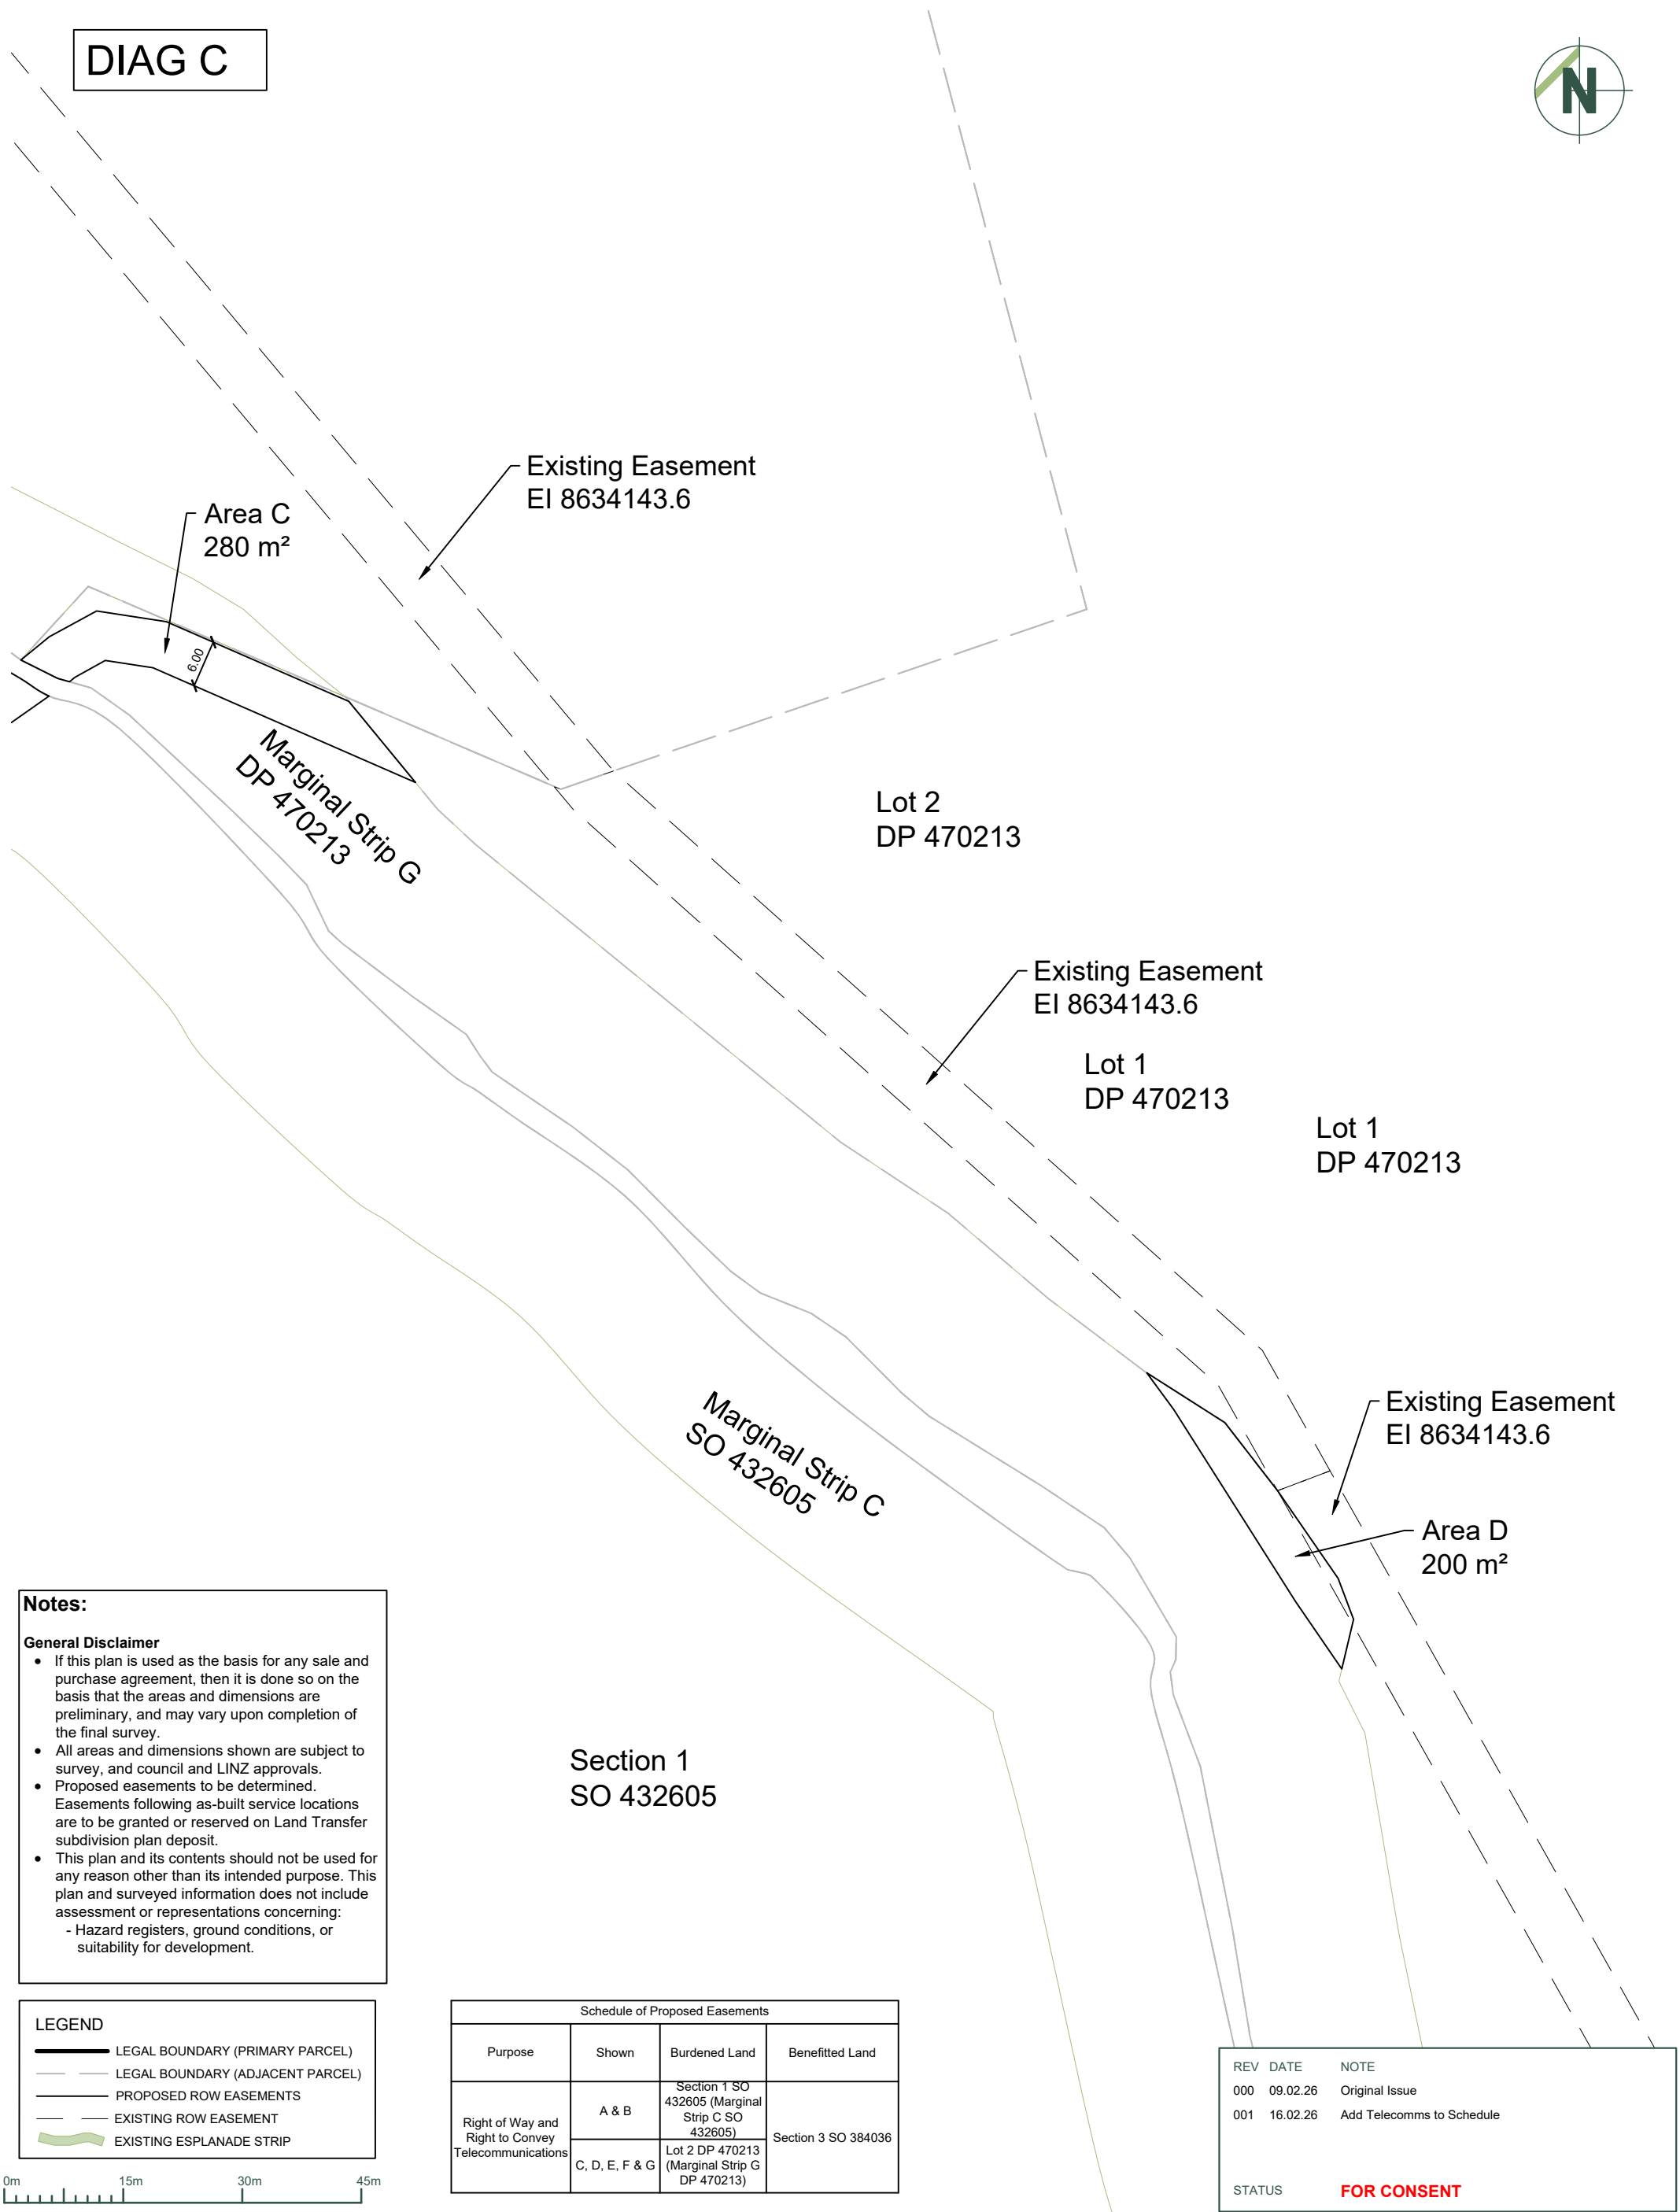 DIAG C
N
Existing Easement
EI 8634143.6
Area C
280 m²
6.00
Marginal Strip G
DP 470213
Lot 2
DP 470213
Existing Easement
EI 8634143.6
Lot 1
DP 470213
Lot 1
DP 470213
Marginal Strip C
SO 432605
Existing Easement
EI 8634143.6
Area D
200 m²
Section 1
SO 432605
Notes:
General Disclaimer
• If this plan is used as the basis for any sale and
purchase agreement, then it is done so on the
basis that the areas and dimensions are
preliminary, and may vary upon completion of
the final survey.
• All areas and dimensions shown are subject to
survey, and council and LINZ approvals.
• Proposed easements to be determined.
Easements following as-built service locations
are to be granted or reserved on Land Transfer
subdivision plan deposit.
• This plan and its contents should not be used for
any reason other than its intended purpose. This
plan and surveyed information does not include
assessment or representations concerning:
- Hazard registers, ground conditions, or
suitability for development.
LEGEND
LEGAL BOUNDARY (PRIMARY PARCEL)
LEGAL BOUNDARY (ADJACENT PARCEL)
PROPOSED ROW EASEMENTS
EXISTING ROW EASEMENT
EXISTING ESPLANADE STRIP
0m 15m 30m 45m
Schedule of Proposed Easements
Purpose Shown Burdened Land Benefitted Land
Right of Way and
Right to Convey
Telecommunications
A & B
Section 1 SO
432605 (Marginal
Strip C SO
432605)
C, D, E, F & G
Lot 2 DP 470213
(Marginal Strip G
DP 470213)
Section 3 SO 384036
REV DATE NOTE
000 09.02.26 Original Issue
001 16.02.26 Add Telecomms to Schedule
STATUS FOR CONSENT